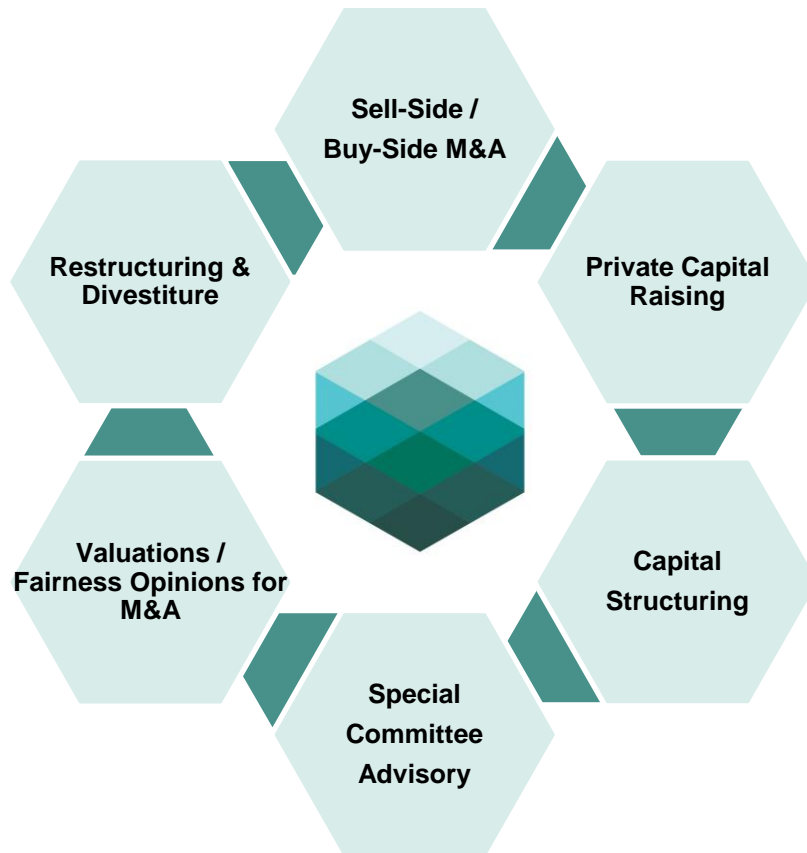 Sell-Side /
Buy-Side M&A
Private Capital
Raising
Capital
Structuring
Special
Committee
Advisory
Valuations /
Fairness Opinions for
M&A
Restructuring &
Divestiture